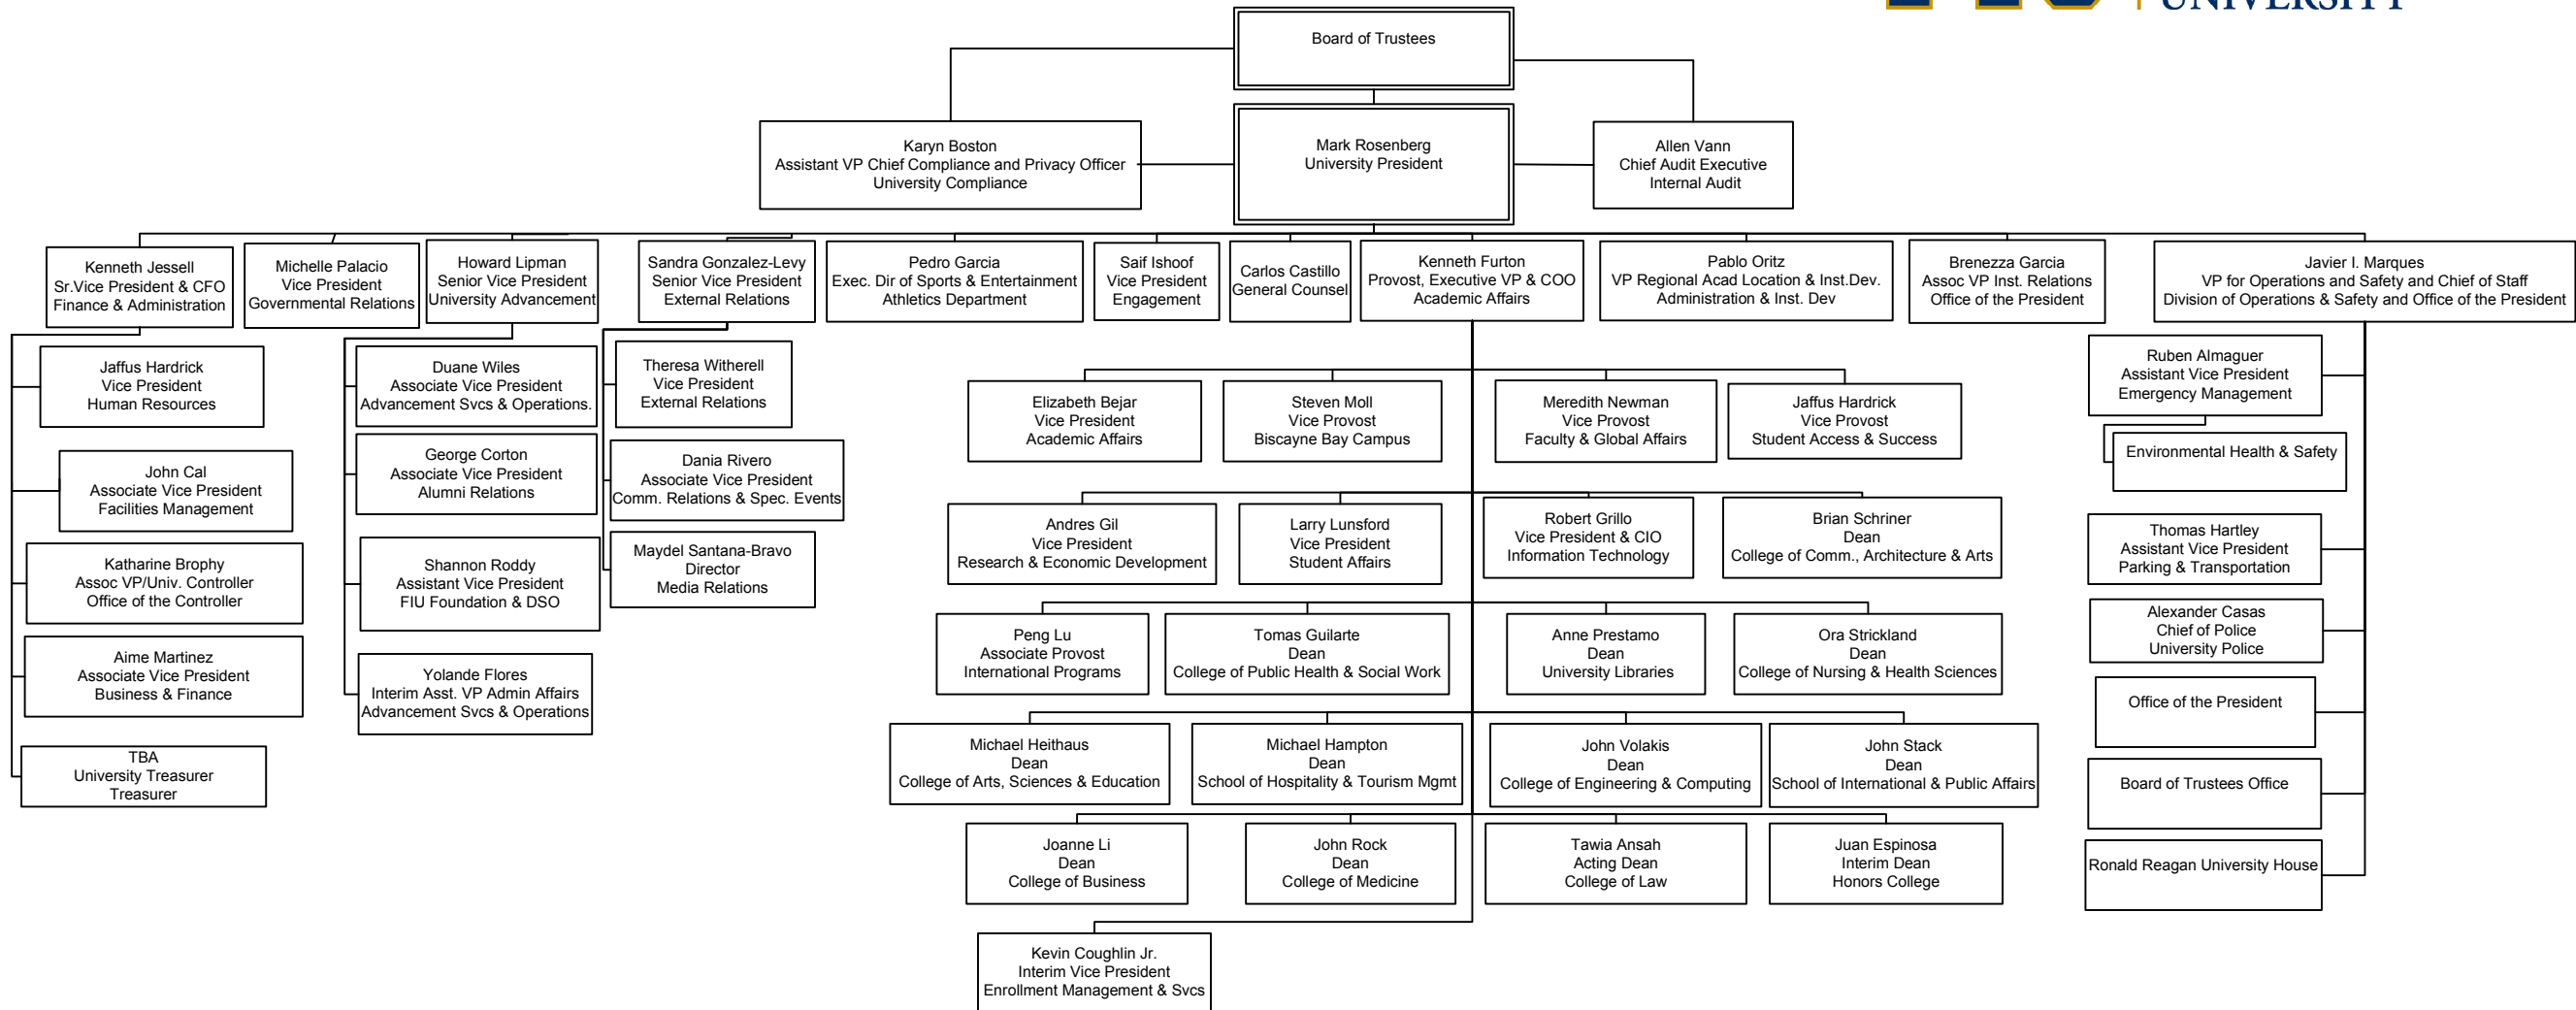 UNIVERSITY
Board of Trustees
Karyn Boston
Assistant VP Chief Compliance and Privacy Officer
University Compliance
Mark Rosenberg
University President
Allen Vann
Chief Audit Executive
Internal Audit
Kenneth Jessell
Sr.Vice President & CFO
Finance & Administration
Michelle Palacio
Vice President
Governmental Relations
Howard Lipman
Senior Vice President
University Advancement
Sandra Gonzalez-Levy
Senior Vice President
External Relations
Pedro Garcia
Exec. Dir of Sports & Entertainment
Athletics Department
Saif Ishoof
Vice President
Engagement
Carlos Castillo
General Counsel
Kenneth Furton
Provost, Executive VP & COO
Academic Affairs
Pablo Oritz
VP Regional Acad Location & Inst.Dev.
Administration & Inst. Dev
Brenezza Garcia
Assoc VP Inst. Relations
Office of the President
Javier I. Marques
VP for Operations and Safety and Chief of Staff
Division of Operations & Safety and Office of the President
Jaffus Hardrick
Vice President
Human Resources
John Cal
Associate Vice President
Facilities Management
Katharine Brophy
Assoc VP/Univ. Controller
Office of the Controller
Aime Martinez
Associate Vice President
Business & Finance
TBA
University Treasurer
Treasurer
Duane Wiles
Associate Vice President
Advancement Svcs & Operations.
George Corton
Associate Vice President
Alumni Relations
Shannon Roddy
Assistant Vice President
FIU Foundation & DSO
Yolande Flores
Interim Asst. VP Admin Affairs
Advancement Svcs & Operations
Theresa Witherell
Vice President
External Relations
Dania Rivero
Associate Vice President
Comm. Relations & Spec. Events
Maydel Santana-Bravo
Director
Media Relations
Elizabeth Bejar
Vice President
Academic Affairs
Steven Moll
Vice Provost
Biscayne Bay Campus
Meredith Newman
Vice Provost
Faculty & Global Affairs
Jaffus Hardrick
Vice Provost
Student Access & Success
Andres Gil
Vice President
Research & Economic Development
Larry Lunsford
Vice President
Student Affairs
Robert Grillo
Vice President & CIO
Information Technology
Brian Schriner
Dean
College of Comm., Architecture & Arts
Peng Lu
Associate Provost
International Programs
Tomas Guilarte
Dean
College of Public Health & Social Work
Anne Prestamo
Dean
University Libraries
Ora Strickland
Dean
College of Nursing & Health Sciences
Michael Heithaus
Dean
College of Arts, Sciences & Education
Michael Hampton
Dean
School of Hospitality & Tourism Mgmt
John Volakis
Dean
College of Engineering & Computing
John Stack
Dean
School of International & Public Affairs
Joanne Li
Dean
College of Business
John Rock
Dean
College of Medicine
Tawia Ansah
Acting Dean
College of Law
Juan Espinosa
Interim Dean
Honors College
Kevin Coughlin Jr.
Interim Vice President
Enrollment Management & Svcs
Ruben Almaguer
Assistant Vice President
Emergency Management
Environmental Health & Safety
Thomas Hartley
Assistant Vice President
Parking & Transportation
Alexander Casas
Chief of Police
University Police
Office of the President
Board of Trustees Office
Ronald Reagan University House